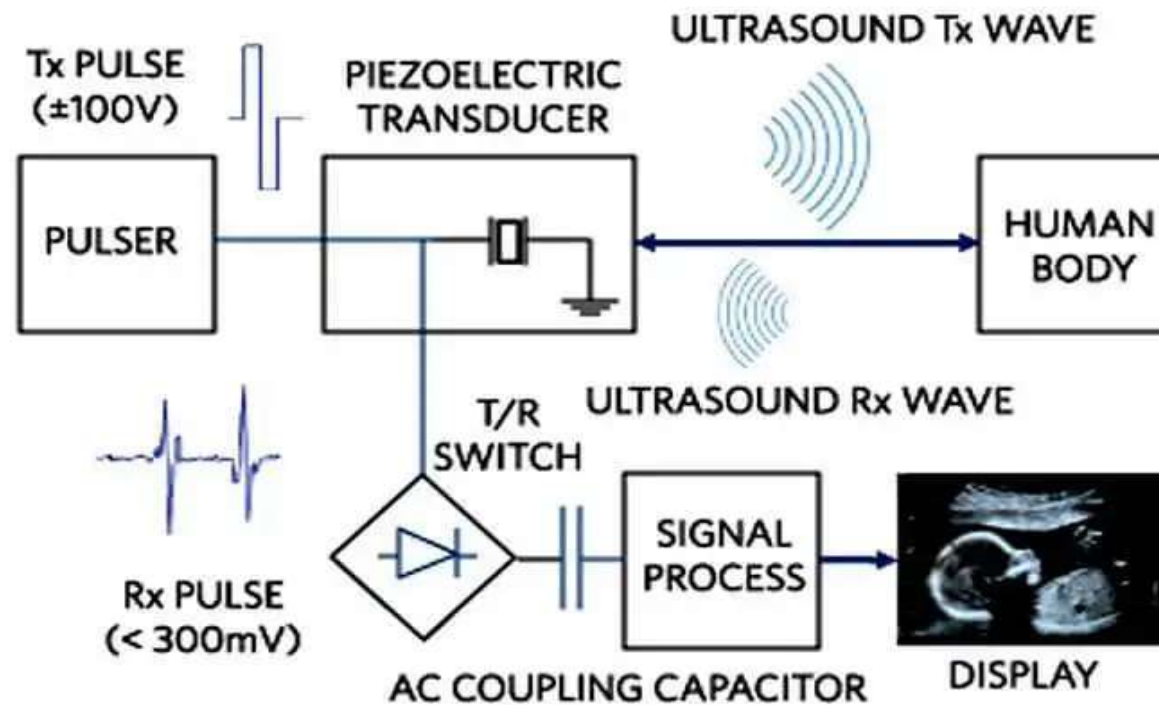 ULTRASOUND Tx WAVE
Tx PULSE
(±100V)
PIEZOELECTRIC
TRANSDUCER
PULSER
HUMAN
BODY
ULTRASOUND Rx WAVE
T/R
SWITCH
Rx PULSE
(< 300mV)
SIGNAL
PROCESS
AC COUPLING CAPACITOR
DISPLAY